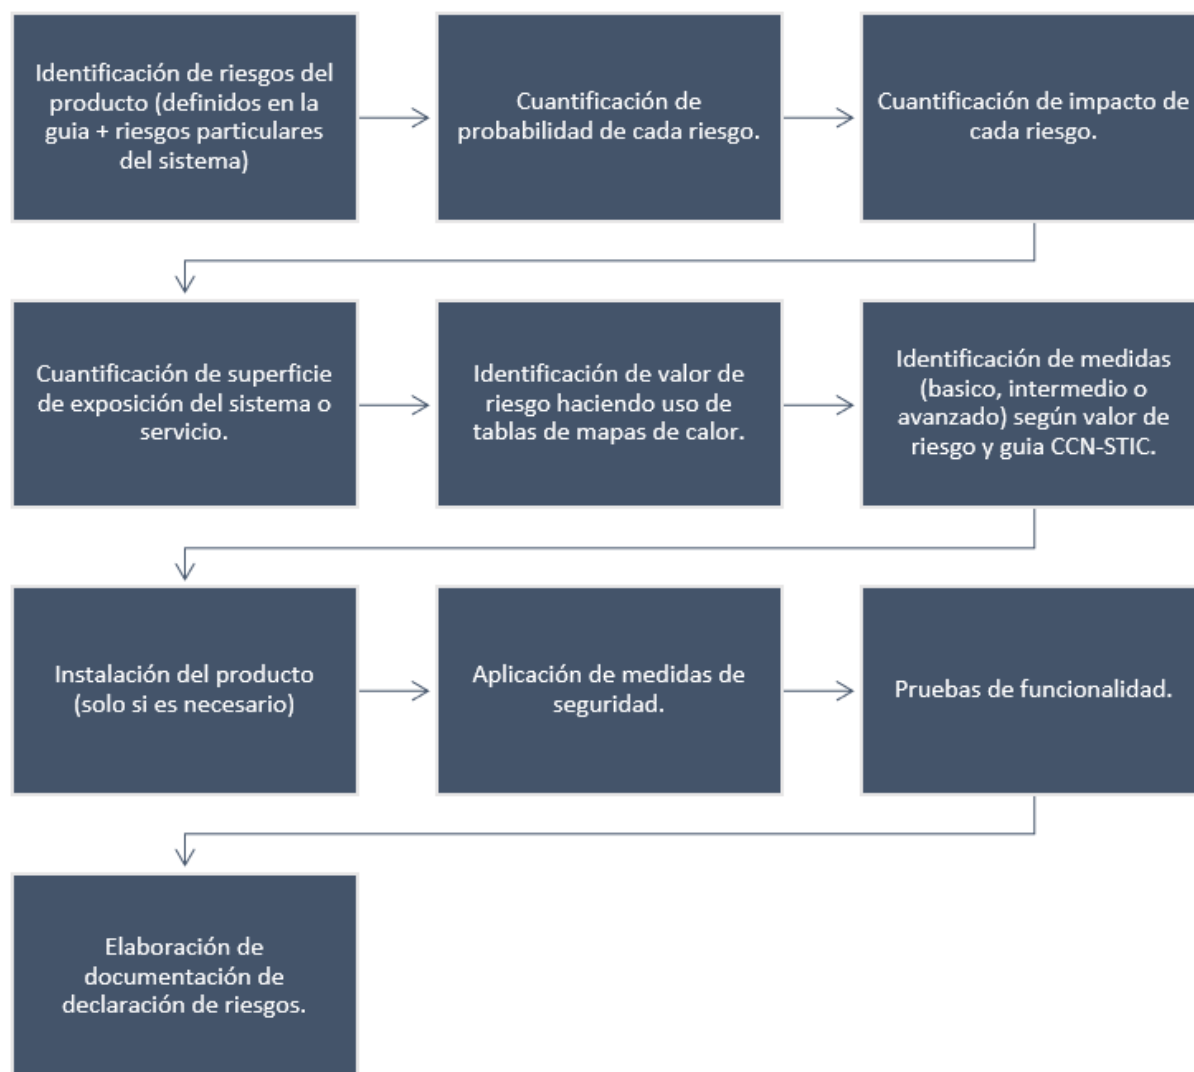 Identificación de riesgos del
producto (definidos en la
guia + riesgos particulares
del sistema)
Cuantificación de
probabilidad de cada riesgo.
Cuantificación de impacto de
cada riesgo.
Cuantificación de superficie
de exposición del sistema o
servicio.
Identificación de valor de
riesgo haciendo uso de
tablas de mapas de calor.
Identificación de medidas
(basico, intermedio o
avanzado) según valor de
riesgo y guia CCN-STIC.
Instalación del producto
(solo si es necesario)
Aplicación de medidas de
seguridad.
Pruebas de funcionalidad.
Elaboración de
documentación de
declaración de riesgos.